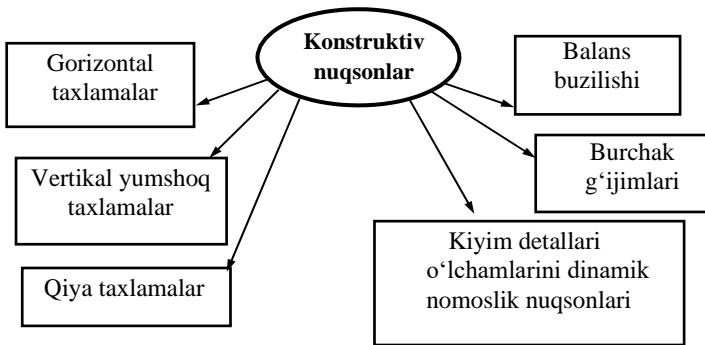 Konstruktiv
nuqsonlar
Gorizontal
taxlamalar
Vertikal yumshoq
taxlamalar
Qiya taxlamalar
Balans
buzilishi
Burchak
g‘ijimlari
Kiyim detallari
o‘lchamlarini dinamik
nomoslik nuqsonlari